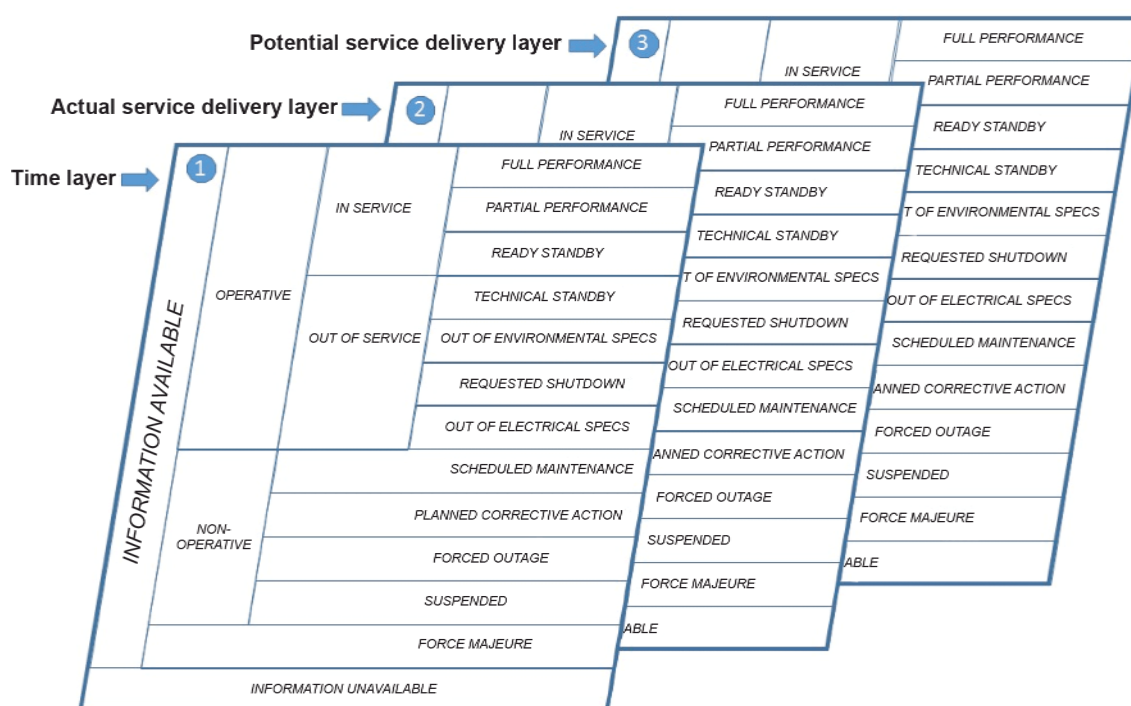 Potential service delivery layer
3
IN SERVICE
FULL PERFORMANCE
PARTIAL PERFORMANCE
READY STANDBY
TECHNICAL STANDBY
T OF ENVIRONMENTAL SPECS
REQUESTED SHUTDOWN
OUT OF ELECTRICAL SPECS
SCHEDULED MAINTENANCE
ANNED CORRECTIVE ACTION
FORCED OUTAGE
SUSPENDED
FORCE MAJEURE
ABLE
Actual service delivery layer
2
IN SERVICE
FULL PERFORMANCE
PARTIAL PERFORMANCE
READY STANDBY
TECHNICAL STANDBY
T OF ENVIRONMENTAL SPECS
REQUESTED SHUTDOWN
OUT OF ELECTRICAL SPECS
SCHEDULED MAINTENANCE
ANNED CORRECTIVE ACTION
FORCED OUTAGE
SUSPENDED
FORCE MAJEURE
ABLE
Time layer
1
INFORMATION AVAILABLE
OPERATIVE
IN SERVICE
FULL PERFORMANCE
PARTIAL PERFORMANCE
READY STANDBY
OUT OF SERVICE
TECHNICAL STANDBY
OUT OF ENVIRONMENTAL SPECS
REQUESTED SHUTDOWN
OUT OF ELECTRICAL SPECS
NON-
OPERATIVE
SCHEDULED MAINTENANCE
PLANNED CORRECTIVE ACTION
FORCED OUTAGE
SUSPENDED
FORCE MAJEURE
INFORMATION UNAVAILABLE